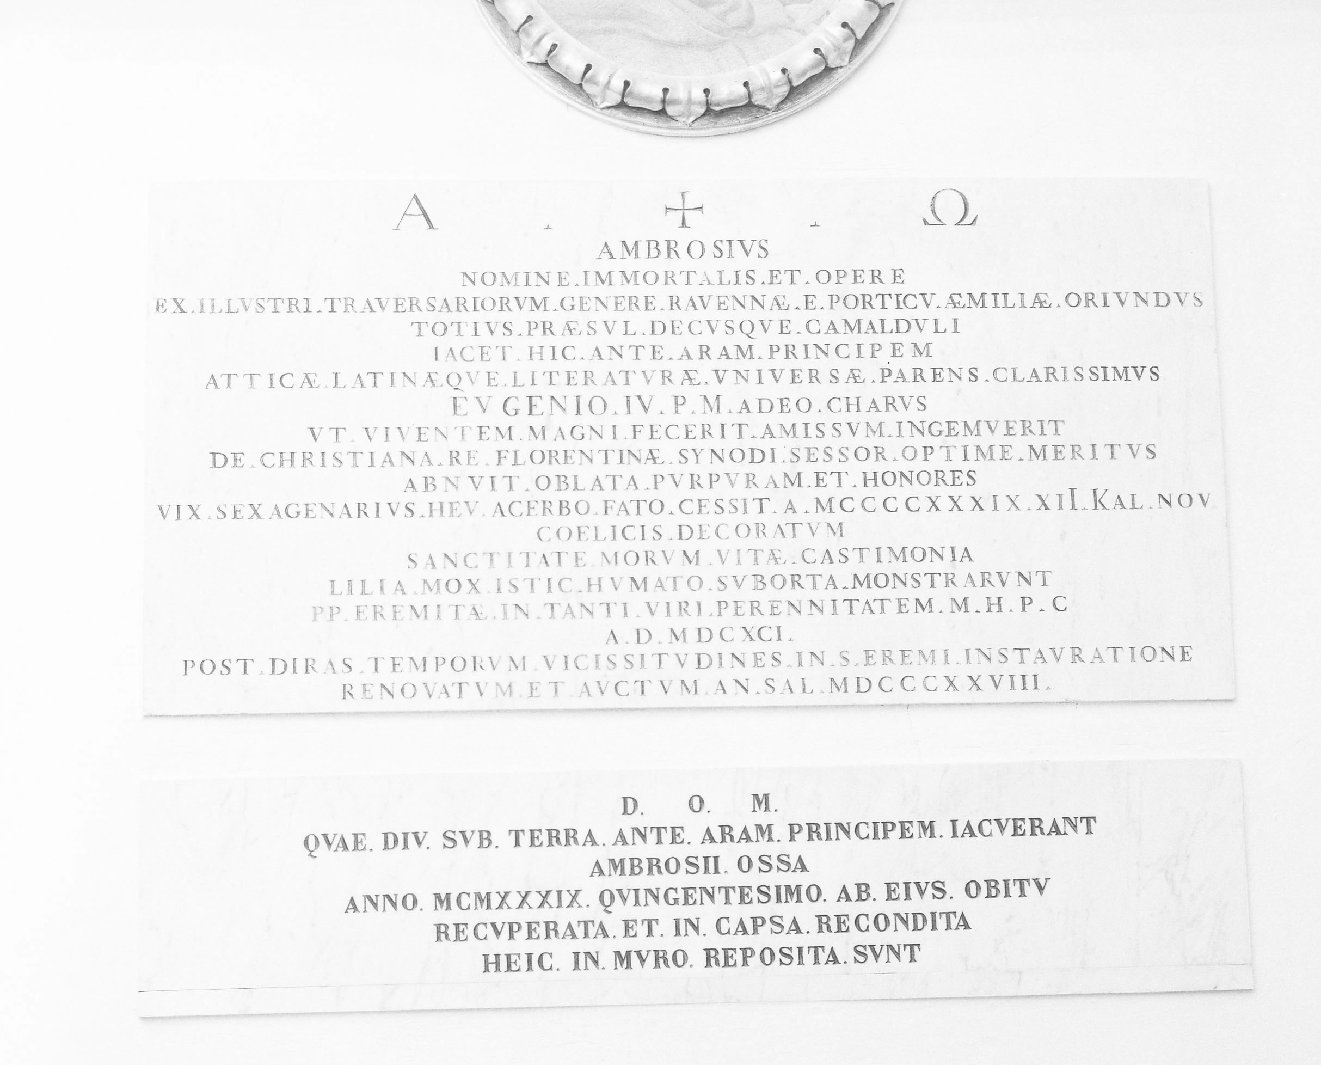 Α . ☩ . Ω
AMBROSIVS
NOMINE.IMMORTALIS.ET.OPERE
EX.ILLVSTRI.TRAVERSARIORVM.GENERE.RAVENNÆ.E.PORTICV.ÆMILIÆ.ORIVNDVS
TOTIVS.PRÆSVL.DECVSQVE.CAMALDVLI
IACET.HIC.ANTE.ARAM.PRINCIPEM
ATTICÆ.LATINÆQVE.LITERATVRÆ.VNIVERSÆ.PARENS.CLARISSIMVS
EVGENIO.IV.P.M.ADEO.CHARVS
VT.VIVENTEM.MAGNI.FECERIT.AMISSVM.INGEMVERIT
DE.CHRISTIANA.RE.FLORENTINÆ.SYNODI.SESSOR.OPTIME.MERITVS
ABNVIT.OBLATA.PVRPVRAM.ET.HONORES
VIX.SEXAGENARIVS.HEV.ACERBO.FATO.CESSIT.A.MCCCCXXXIX.XII.KAL.NOV
COELICIS.DECORATVM
SANCTITATE.MORVM.VITÆ.CASTIMONIA
LILIA.MOX.ISTIC.HVMATO.SVBORTA.MONSTRARVNT
PP.EREMITÆ.IN.TANTI.VIRI.PERENNITATEM.M.H.P.C
A.D.MDCXCI.
POST.DIRAS.TEMPORVM.VICISSITVDINES.IN.S.EREMI.INSTAVRATIONE
RENOVATVM.ET.AVCTVM.AN.SAL.MDCCCXXVIII.
D. O. M.
QVAE. DIV. SVB. TERRA. ANTE. ARAM. PRINCIPEM. IACVERANT
AMBROSII. OSSA
ANNO. MCMXXXIX. QVINGENTESIMO. AB. EIVS. OBITV
RECVPERATA. ET. IN. CAPSA. RECONDITA
HEIC. IN. MVRO. REPOSITA. SVNT